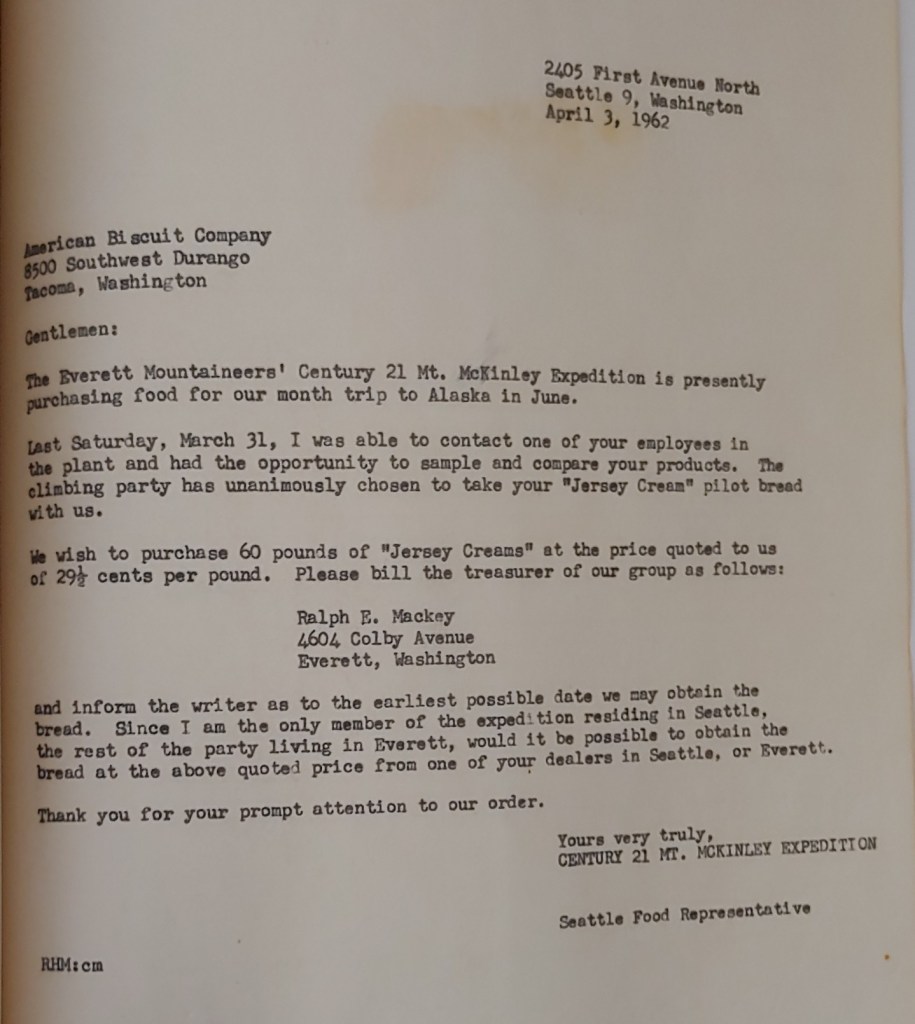 2405 First Avenue North
Seattle 9, Washington
April 3, 1962
American Biscuit Company
8500 Southwest Durango
Tacoma, Washington
Gentlemen:
The Everett Mountaineers' Century 21 Mt. McKinley Expedition is presently
purchasing food for our month trip to Alaska in June.
Last Saturday, March 31, I was able to contact one of your employees in
the plant and had the opportunity to sample and compare your products. The
climbing party has unanimously chosen to take your "Jersey Cream" pilot bread
with us.
We wish to purchase 60 pounds of "Jersey Creams" at the price quoted to us
of 29½ cents per pound. Please bill the treasurer of our group as follows:
Ralph E. Mackey
4604 Colby Avenue
Everett, Washington
and inform the writer as to the earliest possible date we may obtain the
bread. Since I am the only member of the expedition residing in Seattle,
the rest of the party living in Everett, would it be possible to obtain the
bread at the above quoted price from one of your dealers in Seattle, or Everett.
Thank you for your prompt attention to our order.
Yours very truly,
CENTURY 21 MT. MCKINLEY EXPEDITION
Seattle Food Representative
RHM:cm